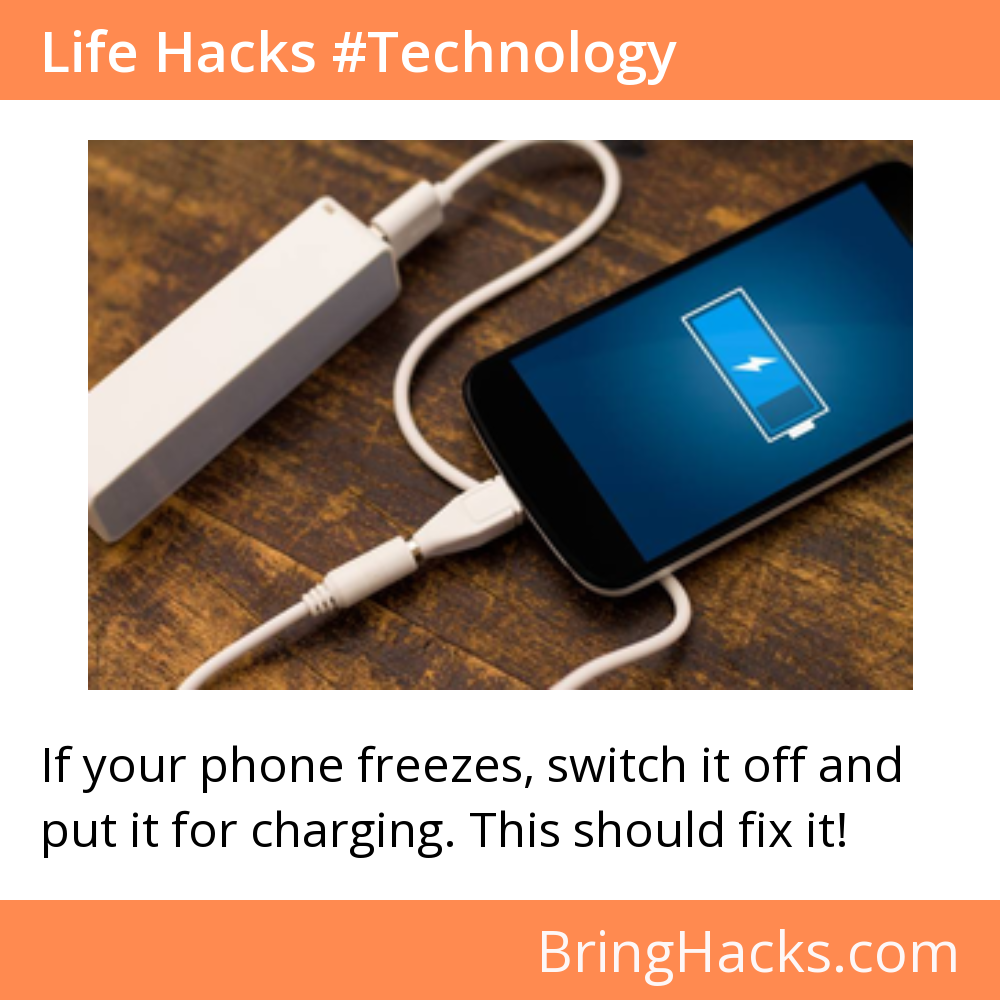 Life Hacks #Technology
If your phone freezes, switch it off and
put it for charging. This should fix it!
BringHacks.com